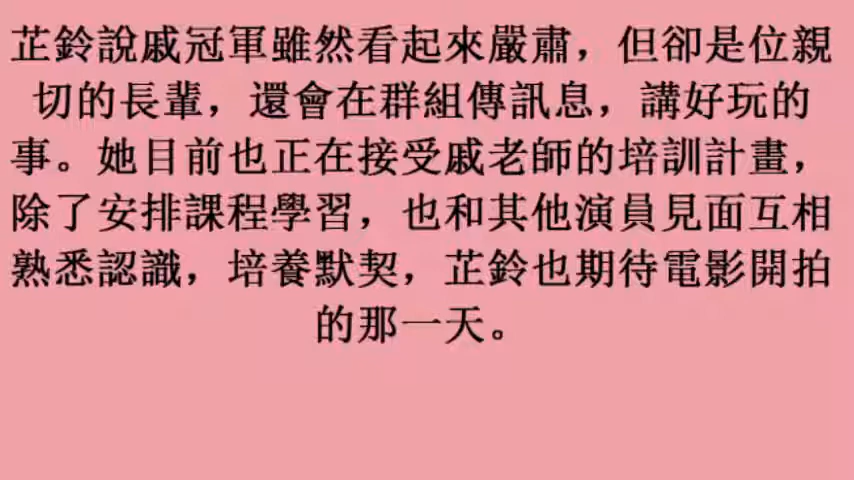 芷鈴說戚冠軍雖然看起來嚴肅，但卻是位親
切的長輩，還會在群組傳訊息，講好玩的
事。她目前也正在接受戚老師的培訓計畫，
除了安排課程學習，也和其他演員見面互相
熟悉認識，培養默契，芷鈴也期待電影開拍
的那一天。